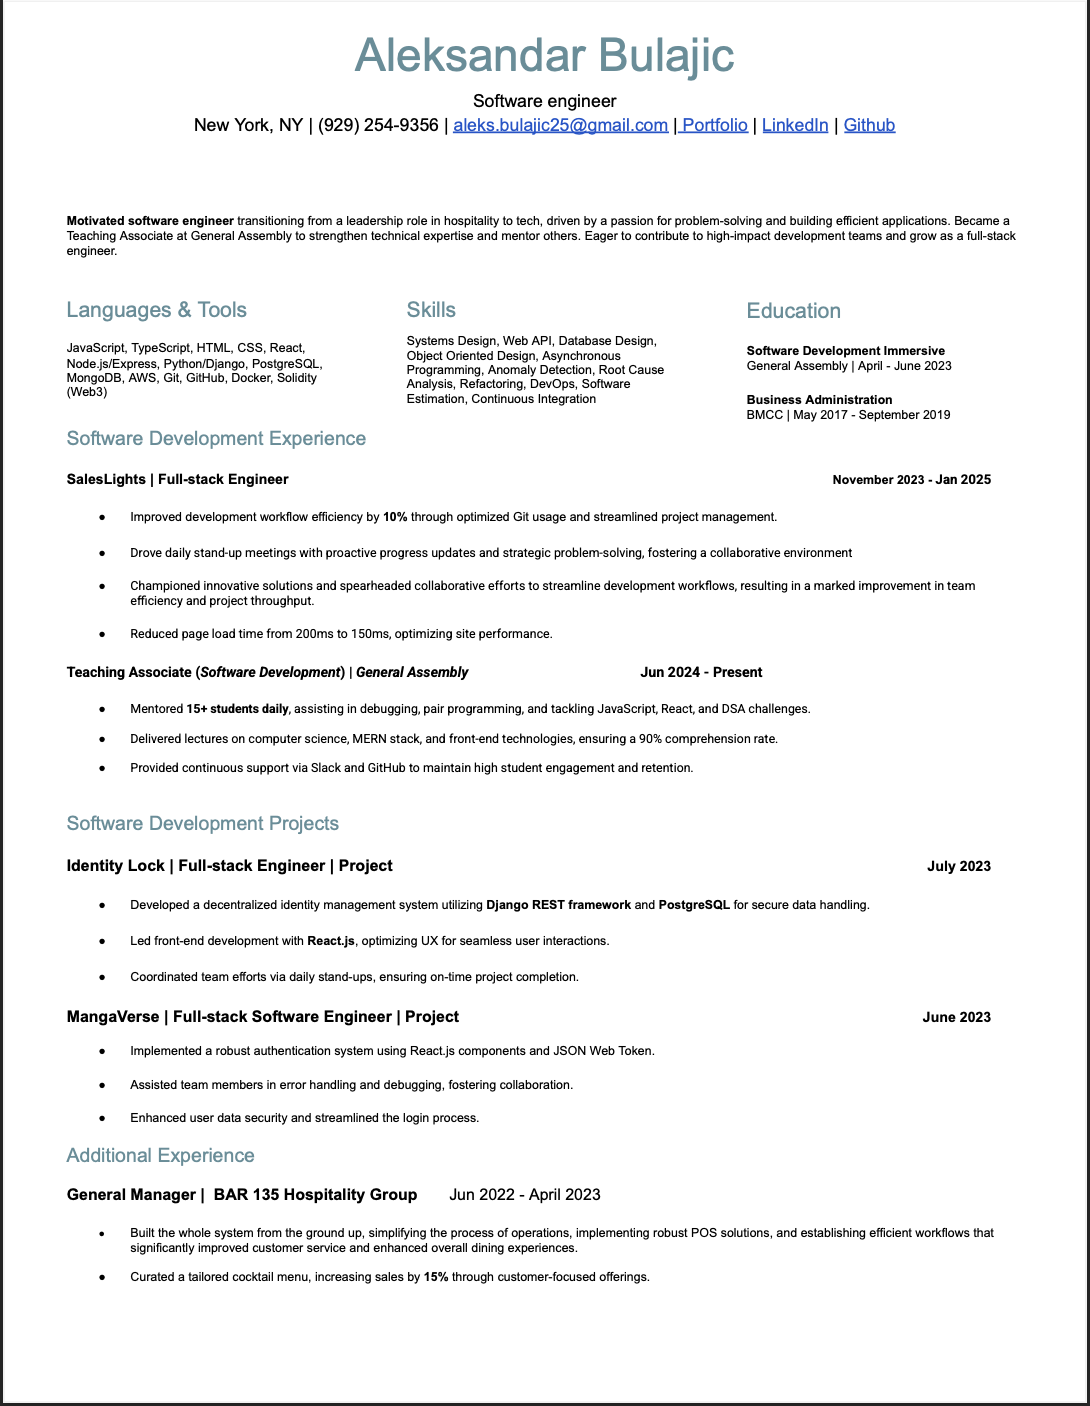 Aleksandar Bulajic
Software engineer
New York, NY | (929) 254-9356 | aleks.bulajic25@gmail.com | Portfolio | LinkedIn | Github
Motivated software engineer transitioning from a leadership role in hospitality to tech, driven by a passion for problem-solving and building efficient applications. Became a
Teaching Associate at General Assembly to strengthen technical expertise and mentor others. Eager to contribute to high-impact development teams and grow as a full-stack
engineer.
Languages & Tools
JavaScript, TypeScript, HTML, CSS, React,
Node.js/Express, Python/Django, PostgreSQL,
MongoDB, AWS, Git, GitHub, Docker, Solidity
(Web3)
Skills
Systems Design, Web API, Database Design,
Object Oriented Design, Asynchronous
Programming, Anomaly Detection, Root Cause
Analysis, Refactoring, DevOps, Software
Estimation, Continuous Integration
Education
Software Development Immersive
General Assembly | April - June 2023
Business Administration
BMCC | May 2017 - September 2019
Software Development Experience
SalesLights | Full-stack Engineer November 2023 - Jan 2025
● Improved development workflow efficiency by 10% through optimized Git usage and streamlined project management.
● Drove daily stand-up meetings with proactive progress updates and strategic problem-solving, fostering a collaborative environment
● Championed innovative solutions and spearheaded collaborative efforts to streamline development workflows, resulting in a marked improvement in team
efficiency and project throughput.
● Reduced page load time from 200ms to 150ms, optimizing site performance.
Teaching Associate (Software Development) | General Assembly Jun 2024 - Present
● Mentored 15+ students daily, assisting in debugging, pair programming, and tackling JavaScript, React, and DSA challenges.
● Delivered lectures on computer science, MERN stack, and front-end technologies, ensuring a 90% comprehension rate.
● Provided continuous support via Slack and GitHub to maintain high student engagement and retention.
Software Development Projects
Identity Lock | Full-stack Engineer | Project July 2023
● Developed a decentralized identity management system utilizing Django REST framework and PostgreSQL for secure data handling.
● Led front-end development with React.js, optimizing UX for seamless user interactions.
● Coordinated team efforts via daily stand-ups, ensuring on-time project completion.
MangaVerse | Full-stack Software Engineer | Project June 2023
● Implemented a robust authentication system using React.js components and JSON Web Token.
● Assisted team members in error handling and debugging, fostering collaboration.
● Enhanced user data security and streamlined the login process.
Additional Experience
General Manager | BAR 135 Hospitality Group Jun 2022 - April 2023
● Built the whole system from the ground up, simplifying the process of operations, implementing robust POS solutions, and establishing efficient workflows that
significantly improved customer service and enhanced overall dining experiences.
● Curated a tailored cocktail menu, increasing sales by 15% through customer-focused offerings.